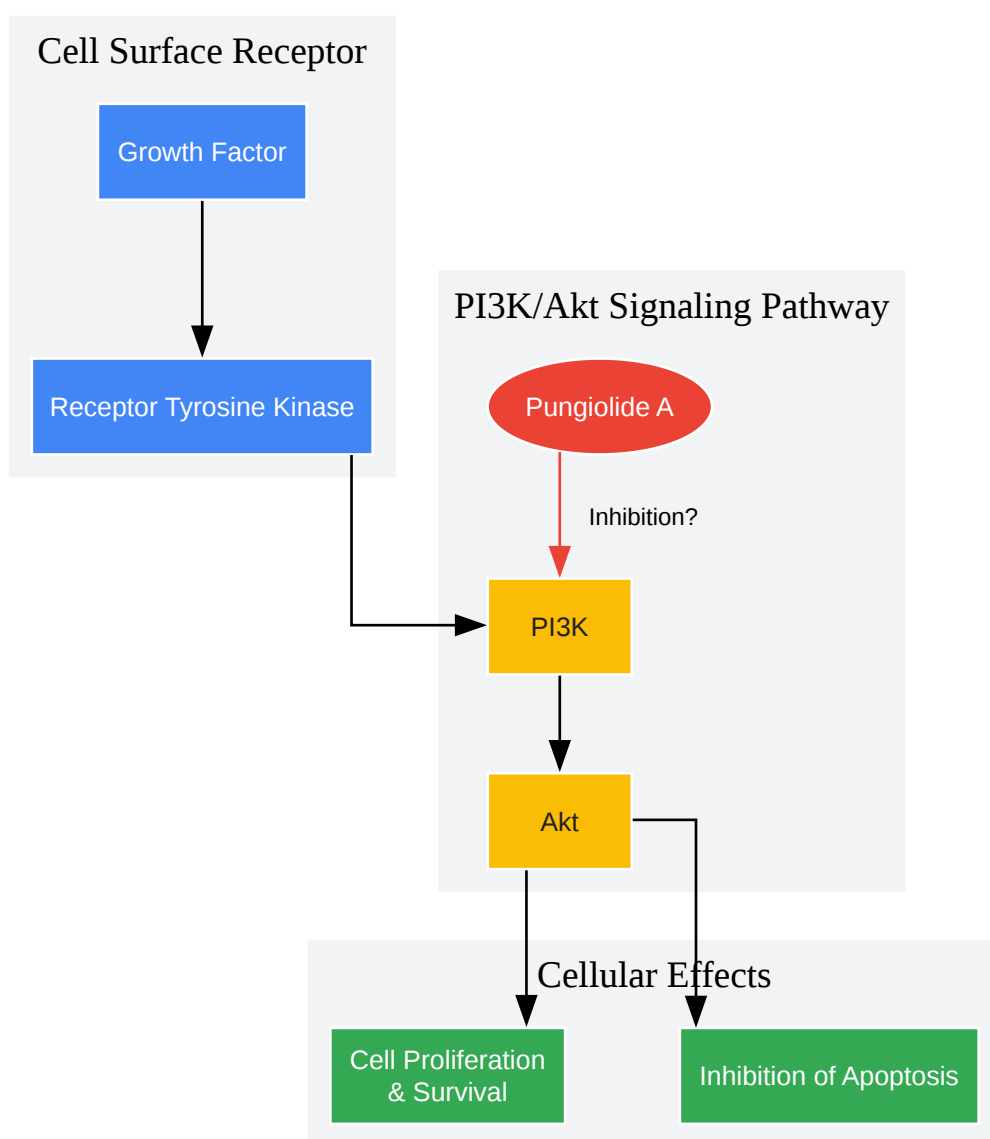 Cell Surface Receptor
Growth Factor
Receptor Tyrosine Kinase
PI3K/Akt Signaling Pathway
Pungiolide A
Inhibition?
PI3K
Akt
Cellular Effects
Cell Proliferation
& Survival
Inhibition of Apoptosis